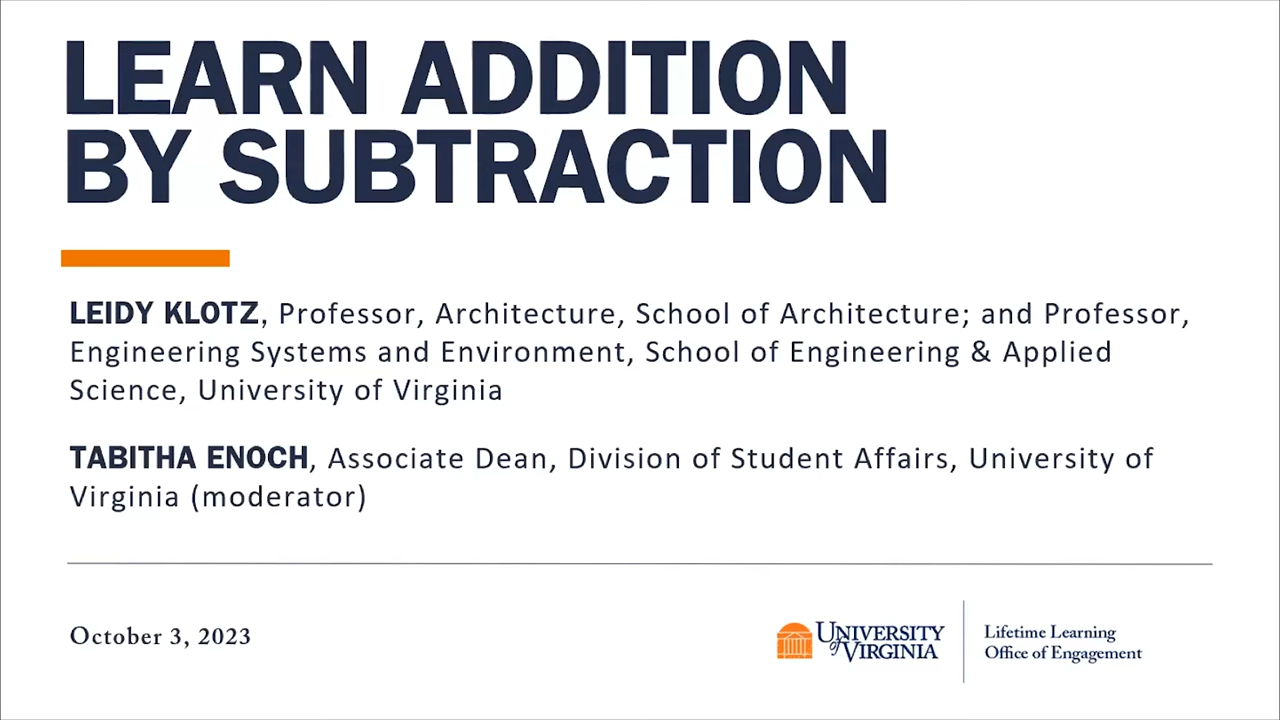 LEARN ADDITION
BY SUBTRACTION
LEIDY KLOTZ, Professor, Architecture, School of Architecture; and Professor,
Engineering Systems and Environment, School of Engineering & Applied
Science, University of Virginia
TABITHA ENOCH, Associate Dean, Division of Student Affairs, University of
Virginia (moderator)
October 3, 2023
UNIVERSITY
of VIRGINIA
Lifetime Learning
Office of Engagement